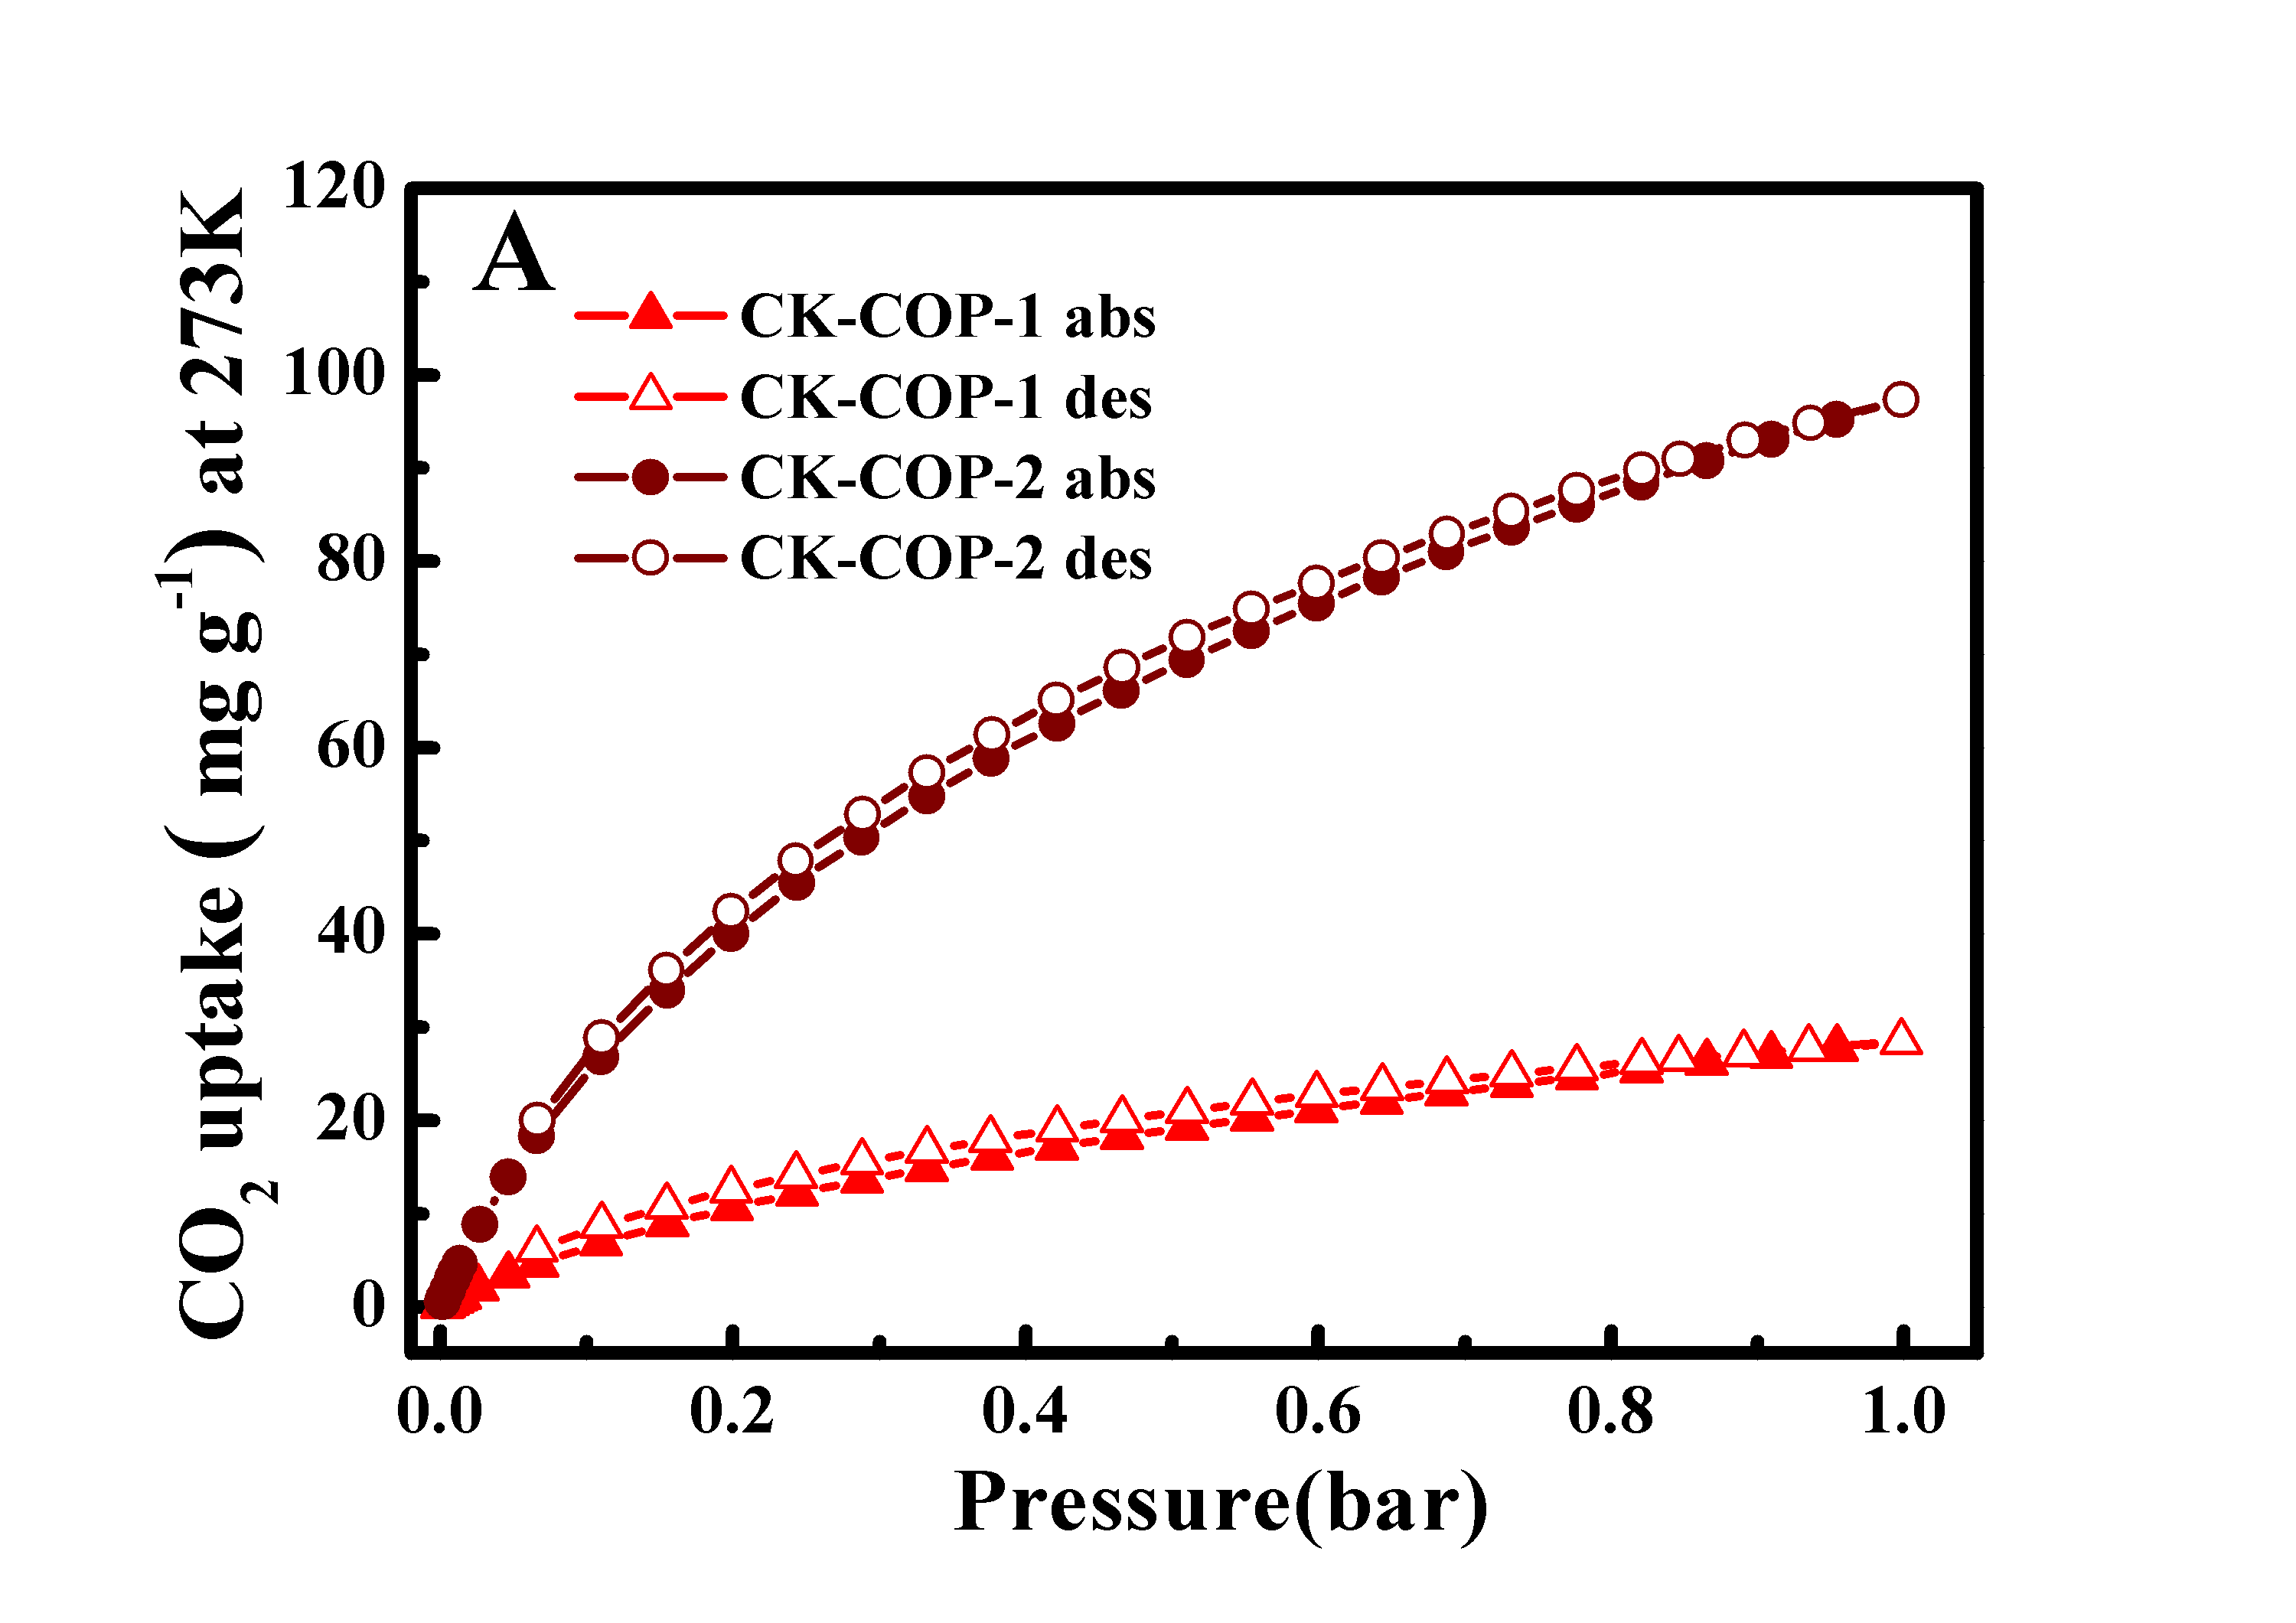 A
CK-COP-1 abs
CK-COP-1 des
CK-COP-2 abs
CK-COP-2 des
CO2 uptake ( mg g-1) at 273K
120
100
80
60
40
20
0
0.0 0.2 0.4 0.6 0.8 1.0
Pressure(bar)